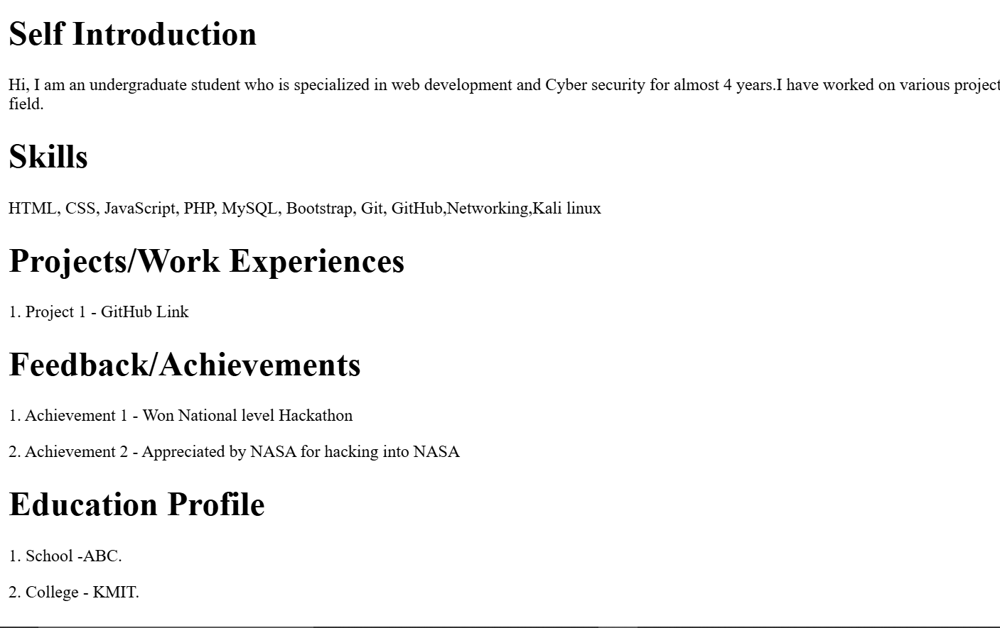 Self Introduction
Hi, I am an undergraduate student who is specialized in web development and Cyber security for almost 4 years.I have worked on various project
field.
Skills
HTML, CSS, JavaScript, PHP, MySQL, Bootstrap, Git, GitHub,Networking,Kali linux
Projects/Work Experiences
1. Project 1 - GitHub Link
Feedback/Achievements
1. Achievement 1 - Won National level Hackathon
2. Achievement 2 - Appreciated by NASA for hacking into NASA
Education Profile
1. School -ABC.
2. College - KMIT.